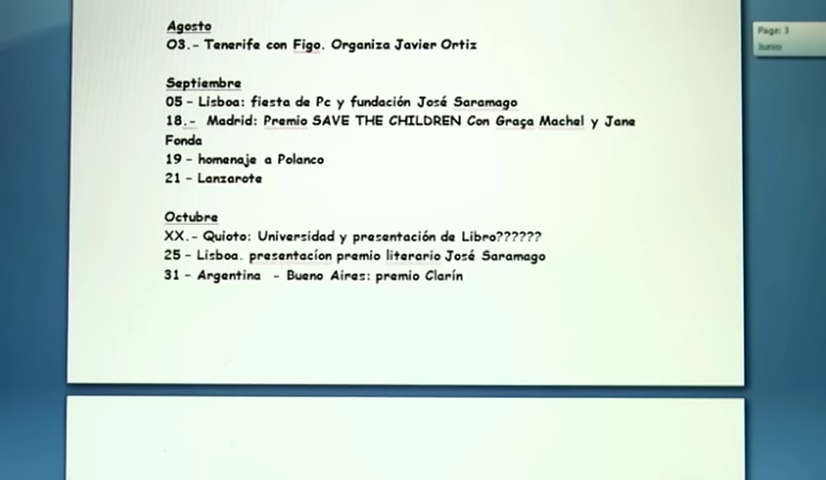 Agosto
03.- Tenerife con Figo. Organiza Javier Ortiz
Septiembre
05 - Lisboa: fiesta de Pc y fundación José Saramago
18.- Madrid: Premio SAVE THE CHILDREN Con Graça Machel y Jane
Fonda
19 - homenaje a Polanco
21 - Lanzarote
Octubre
XX.- Quioto: Universidad y presentación de Libro??????
25 - Lisboa. presentacíon premio literario José Saramago
31 - Argentina - Bueno Aires: premio Clarín
Page: 3
Junio